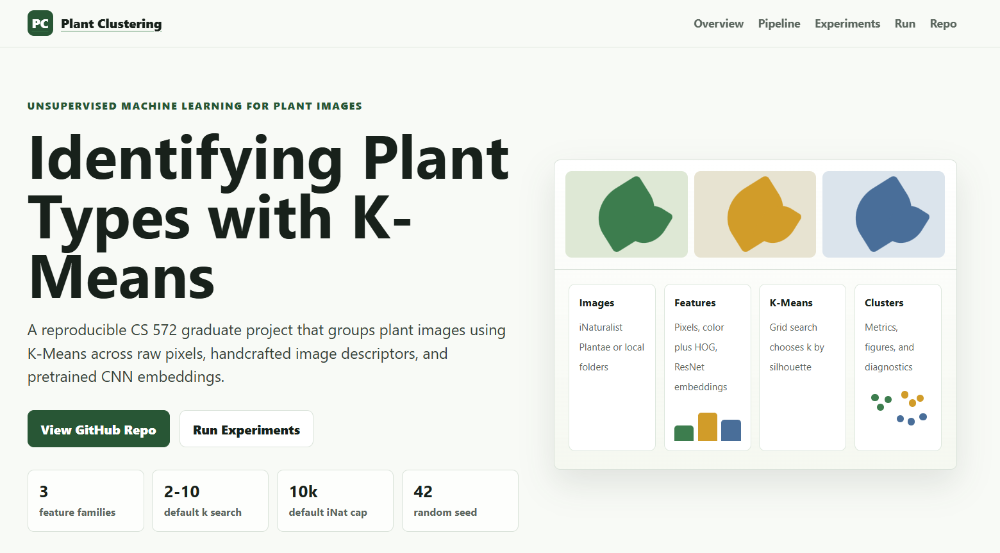 PC
Plant Clustering
Overview
Pipeline
Experiments
Run
Repo
UNSUPERVISED MACHINE LEARNING FOR PLANT IMAGES
Identifying Plant
Types with K-
Means
A reproducible CS 572 graduate project that groups plant images using
K-Means across raw pixels, handcrafted image descriptors, and
pretrained CNN embeddings.
View GitHub Repo
Run Experiments
3
feature families
2-10
default k search
10k
default iNat cap
42
random seed
Images
iNaturalist
Plantae or local
folders
Features
Pixels, color
plus HOG,
ResNet
embeddings
K-Means
Grid search
chooses k by
silhouette
Clusters
Metrics,
figures, and
diagnostics